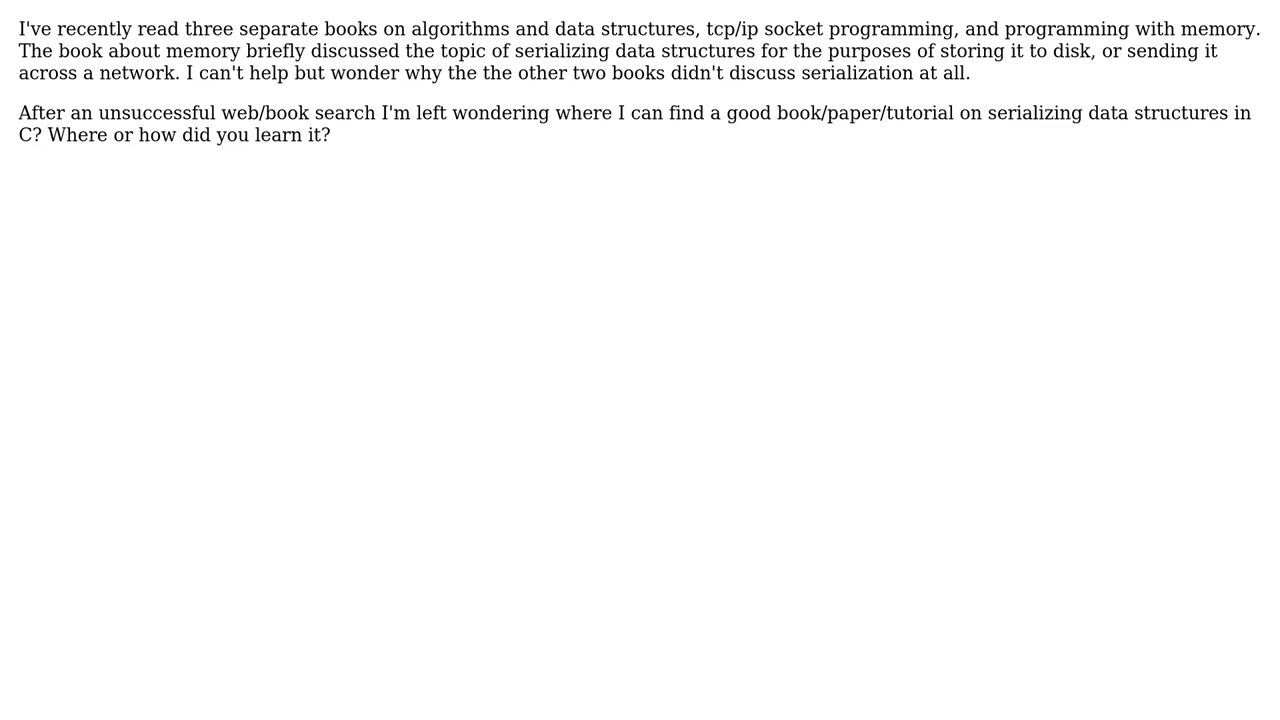 I've recently read three separate books on algorithms and data structures, tcp/ip socket programming, and programming with memory.
The book about memory briefly discussed the topic of serializing data structures for the purposes of storing it to disk, or sending it
across a network. I can't help but wonder why the the other two books didn't discuss serialization at all.
After an unsuccessful web/book search I'm left wondering where I can find a good book/paper/tutorial on serializing data structures in
C? Where or how did you learn it?